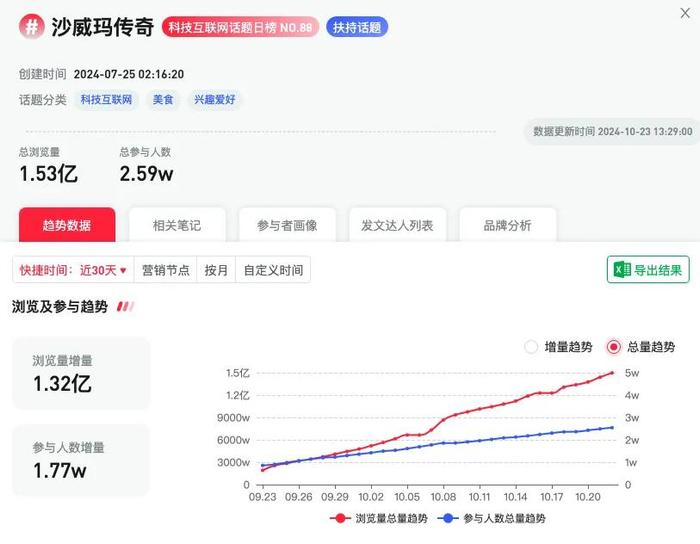 # 沙威玛传奇 科技互联网话题日榜 NO.88 扶持话题
创建时间 2024-07-25 02:16:20
话题分类 科技互联网 美食 兴趣爱好
数据更新时间 2024-10-23 13:29:00
总浏览量 总参与人数
1.53亿 2.59w
趋势数据 相关笔记 参与者画像 发文达人列表 品牌分析
快捷时间：近30天 营销节点 按月 自定义时间 导出结果
浏览及参与趋势
增量趋势 总量趋势
浏览量增量
1.32亿
参与人数增量
1.77w
1.5亿 5w
1.2亿 4w
9000w 3w
6000w 2w
3000w 1w
0 0
09.23 09.26 09.29 10.02 10.05 10.08 10.11 10.14 10.17 10.20
浏览量总量趋势 参与人数总量趋势